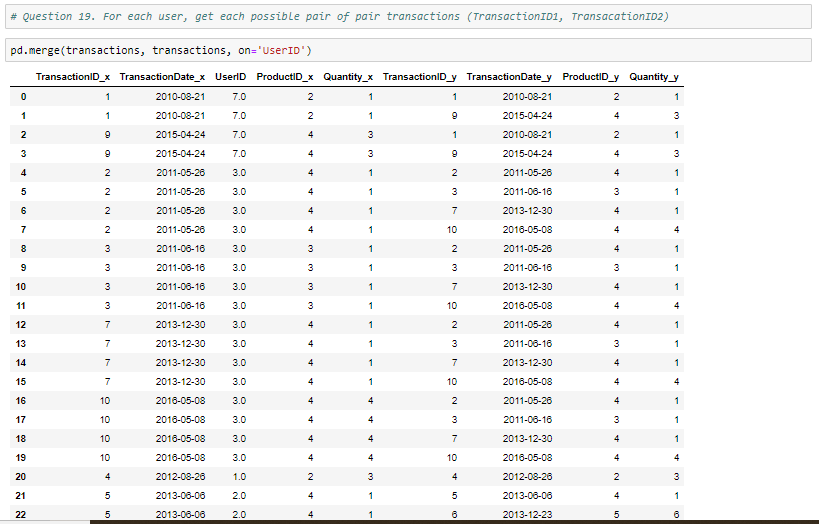 # Question 19. For each user, get each possible pair of pair transactions (TransactionID1, TransacationID2)
pd.merge(transactions, transactions, on='UserID')
TransactionID_x TransactionDate_x UserID ProductID_x Quantity_x TransactionID_y TransactionDate_y ProductID_y Quantity_y
0 1 2010-08-21 7.0 2 1 1 2010-08-21 2 1
1 1 2010-08-21 7.0 2 1 9 2015-04-24 4 3
2 9 2015-04-24 7.0 4 3 1 2010-08-21 2 1
3 9 2015-04-24 7.0 4 3 9 2015-04-24 4 3
4 2 2011-05-26 3.0 4 1 2 2011-05-26 4 1
5 2 2011-05-26 3.0 4 1 3 2011-06-16 3 1
6 2 2011-05-26 3.0 4 1 7 2013-12-30 4 1
7 2 2011-05-26 3.0 4 1 10 2016-05-08 4 4
8 3 2011-06-16 3.0 3 1 2 2011-05-26 4 1
9 3 2011-06-16 3.0 3 1 3 2011-06-16 3 1
10 3 2011-06-16 3.0 3 1 7 2013-12-30 4 1
11 3 2011-06-16 3.0 3 1 10 2016-05-08 4 4
12 7 2013-12-30 3.0 4 1 2 2011-05-26 4 1
13 7 2013-12-30 3.0 4 1 3 2011-06-16 3 1
14 7 2013-12-30 3.0 4 1 7 2013-12-30 4 1
15 7 2013-12-30 3.0 4 1 10 2016-05-08 4 4
16 10 2016-05-08 3.0 4 4 2 2011-05-26 4 1
17 10 2016-05-08 3.0 4 4 3 2011-06-16 3 1
18 10 2016-05-08 3.0 4 4 7 2013-12-30 4 1
19 10 2016-05-08 3.0 4 4 10 2016-05-08 4 4
20 4 2012-08-26 1.0 2 3 4 2012-08-26 2 3
21 5 2013-06-06 2.0 4 1 5 2013-06-06 4 1
22 5 2013-06-06 2.0 4 1 6 2013-12-23 5 6